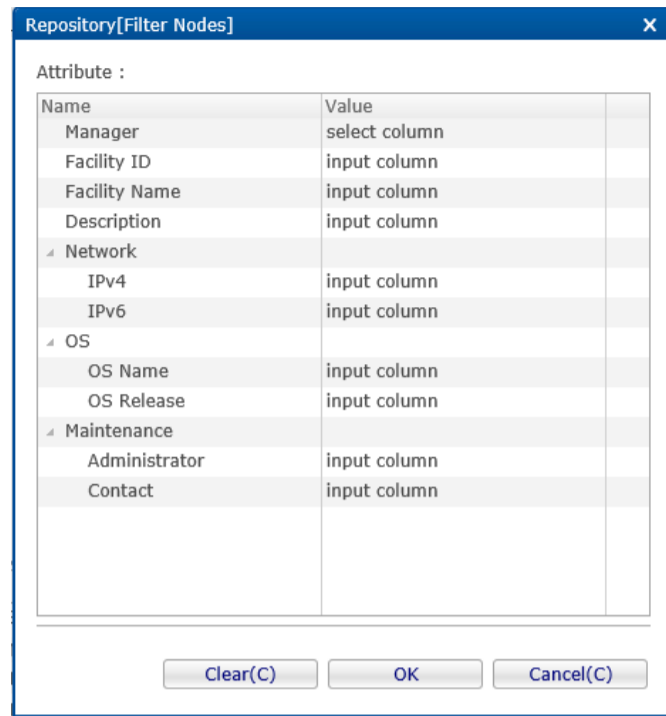 Repository[Filter Nodes] x
Attribute :
Name Value
Manager select column
Facility ID input column
Facility Name input column
Description input column
Network
IPv4 input column
IPv6 input column
OS
OS Name input column
OS Release input column
Maintenance
Administrator input column
Contact input column
Clear(C) OK Cancel(C)